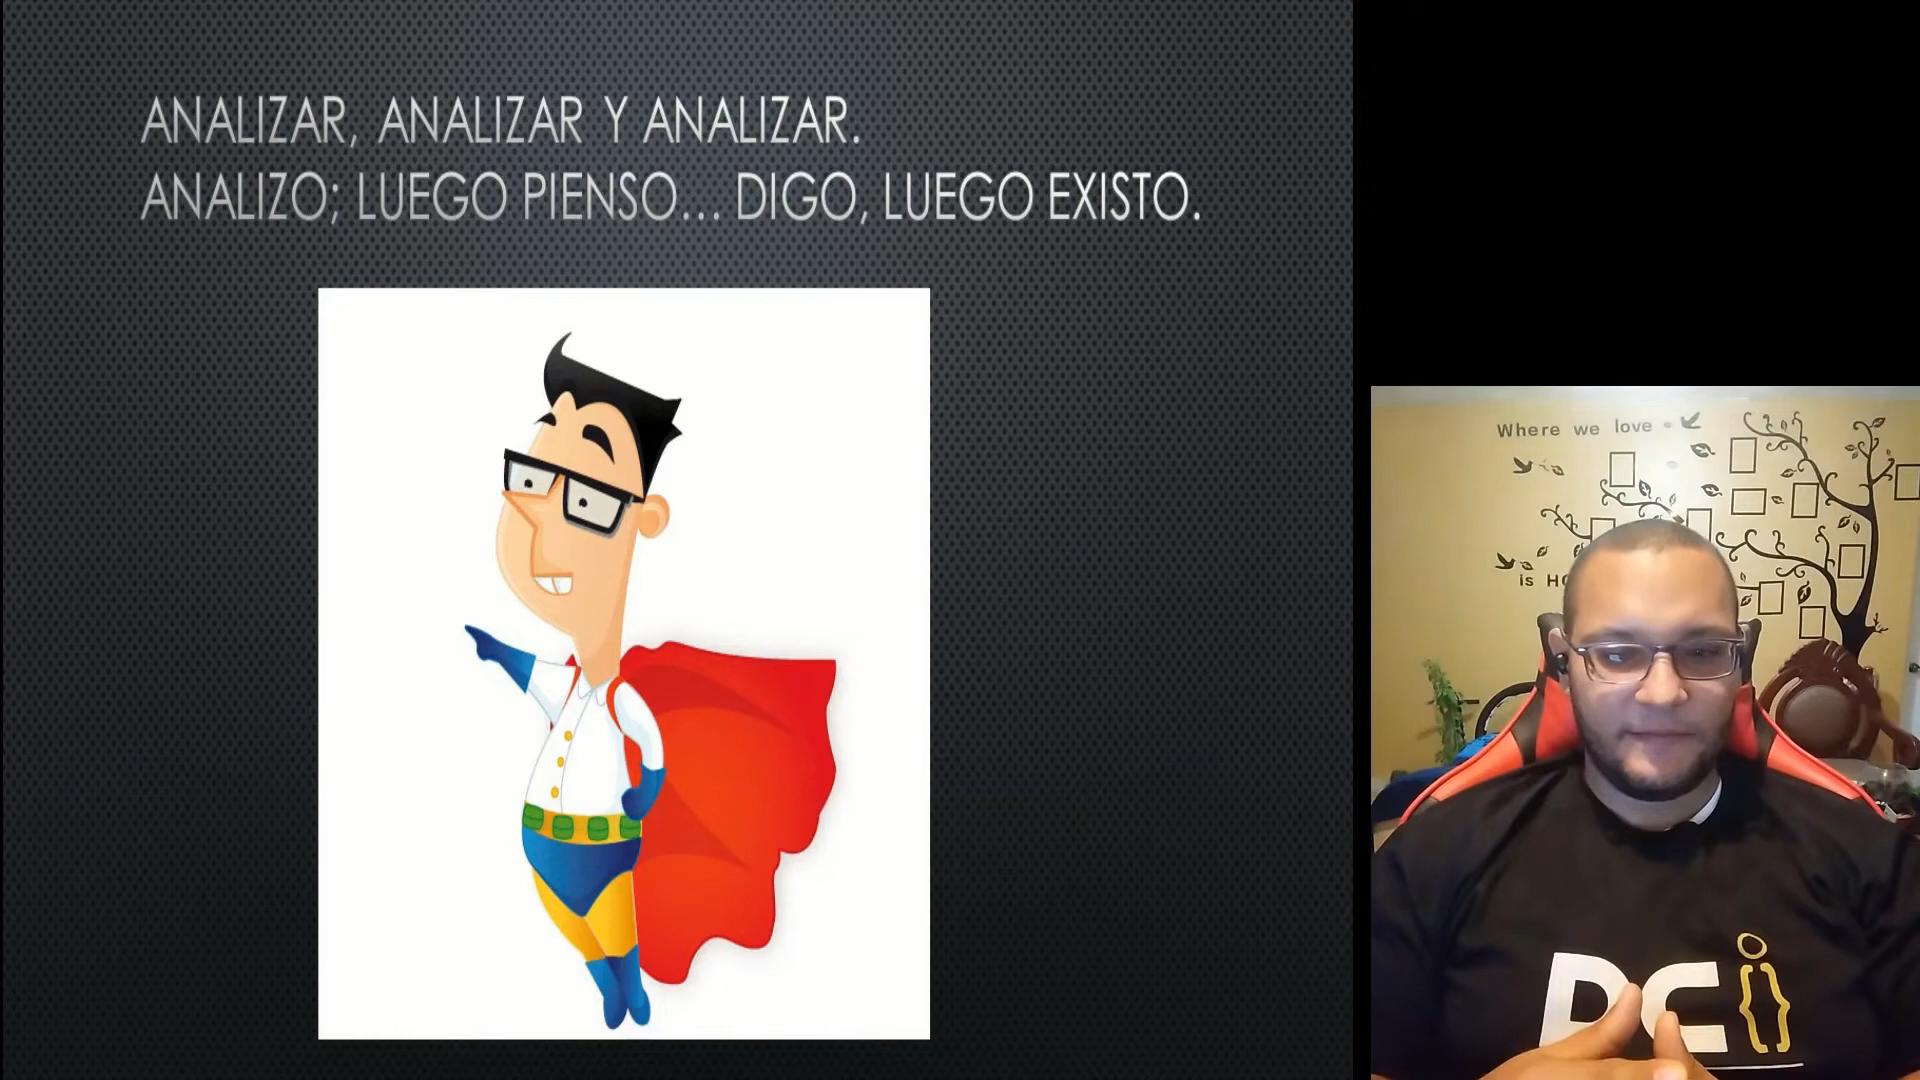 ANALIZAR, ANALIZAR Y ANALIZAR.
ANALIZO; LUEGO PIENSO... DIGO, LUEGO EXISTO.
Where we love
is